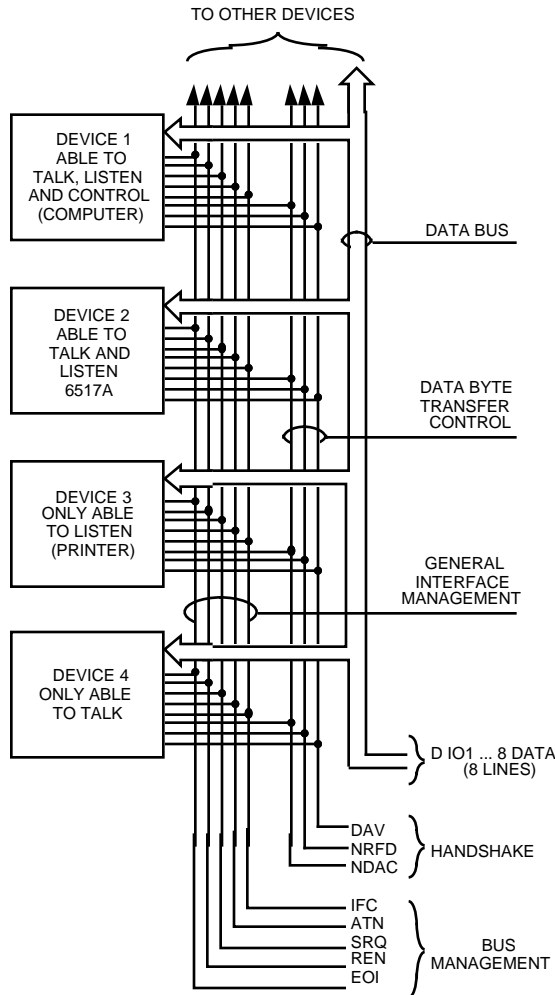 TO OTHER DEVICES
DEVICE 1
ABLE TO
TALK, LISTEN
AND CONTROL
(COMPUTER)
DATA BUS
DEVICE 2
ABLE TO
TALK AND
LISTEN
6517A
DATA BYTE
TRANSFER
CONTROL
DEVICE 3
ONLY ABLE
TO LISTEN
(PRINTER)
GENERAL
INTERFACE
MANAGEMENT
DEVICE 4
ONLY ABLE
TO TALK
D IO1 ... 8 DATA
(8 LINES)
DAV
NRFD
NDAC
HANDSHAKE
IFC
ATN
SRQ
REN
EOI
BUS
MANAGEMENT